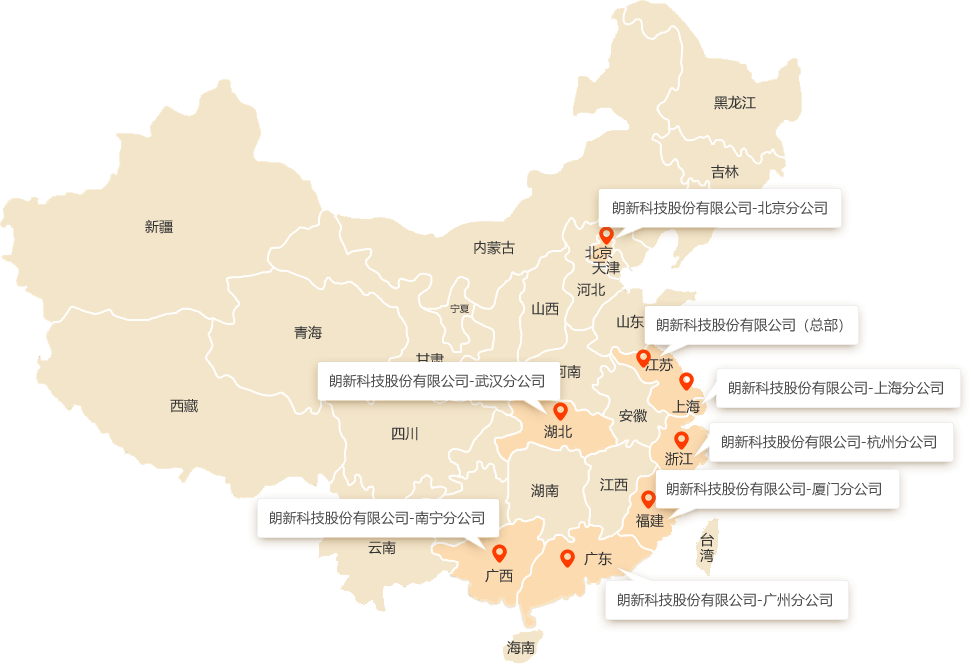 黑龙江
吉林
朗新科技股份有限公司-北京分公司
新疆
内蒙古
北京
天津
河北
宁夏
山西
山东
朗新科技股份有限公司（总部）
青海
甘肃
河南
江苏
朗新科技股份有限公司-武汉分公司
朗新科技股份有限公司-上海分公司
西藏
上海
安徽
四川
湖北
朗新科技股份有限公司-杭州分公司
浙江
湖南
江西
朗新科技股份有限公司-厦门分公司
朗新科技股份有限公司-南宁分公司
福建
台
湾
云南
广东
广西
朗新科技股份有限公司-广州分公司
海南